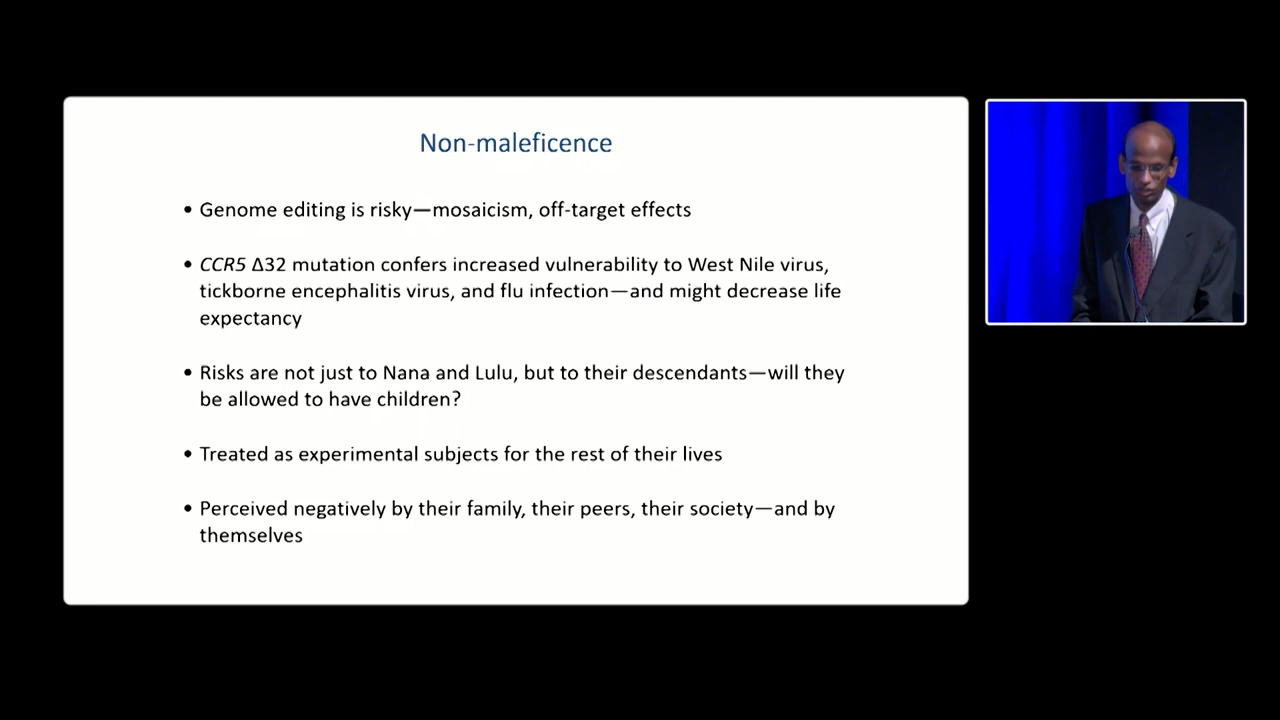 Non-maleficence
• Genome editing is risky—mosaicism, off-target effects
• CCR5 Δ32 mutation confers increased vulnerability to West Nile virus,
tickborne encephalitis virus, and flu infection—and might decrease life
expectancy
• Risks are not just to Nana and Lulu, but to their descendants—will they
be allowed to have children?
• Treated as experimental subjects for the rest of their lives
• Perceived negatively by their family, their peers, their society—and by
themselves